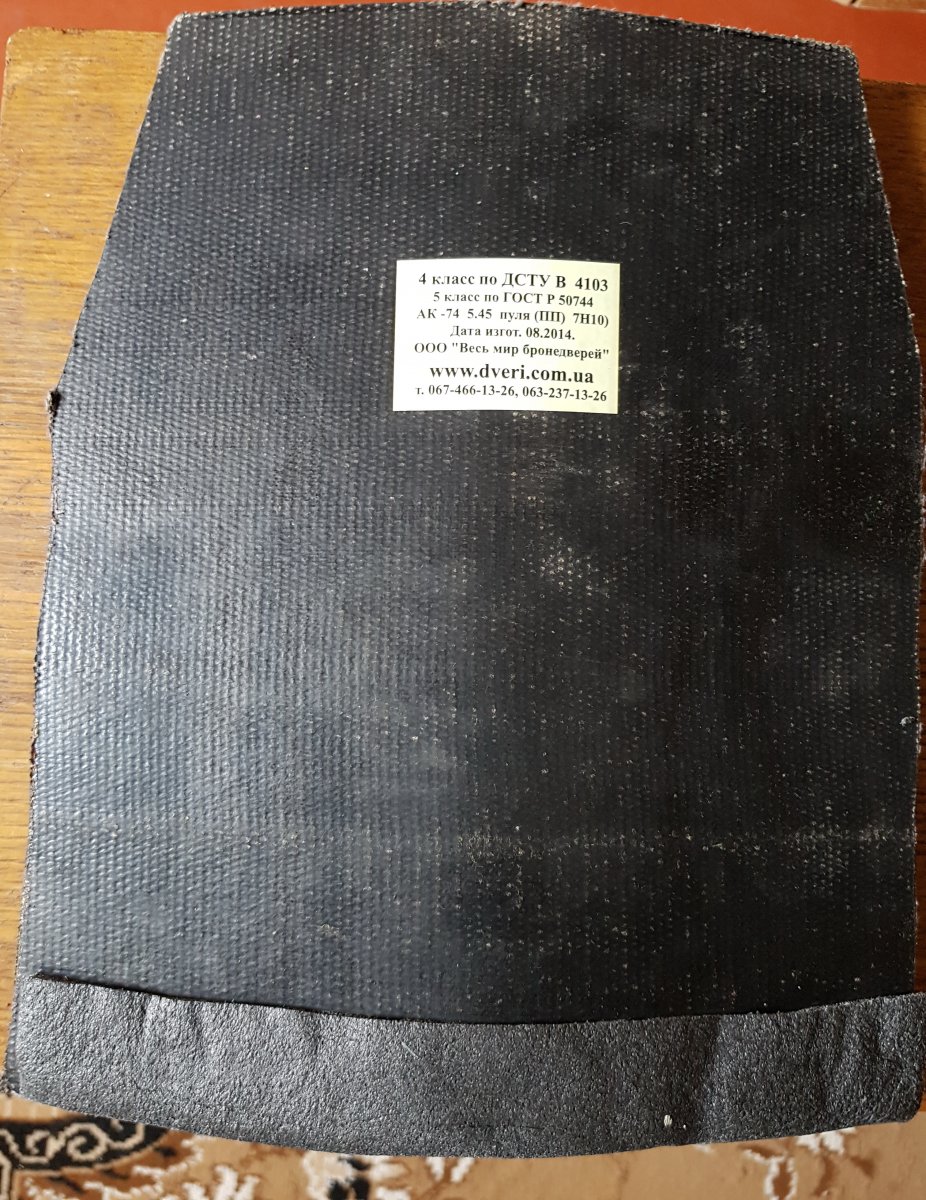 4 класс по ДСТУ В 4103
5 класс по ГОСТ Р 50744
АК -74 5.45 пуля (ПП) 7Н10)
Дата изгот. 08.2014.
ООО "Весь мир бронедверей"
www.dveri.com.ua
т. 067-466-13-26, 063-237-13-26